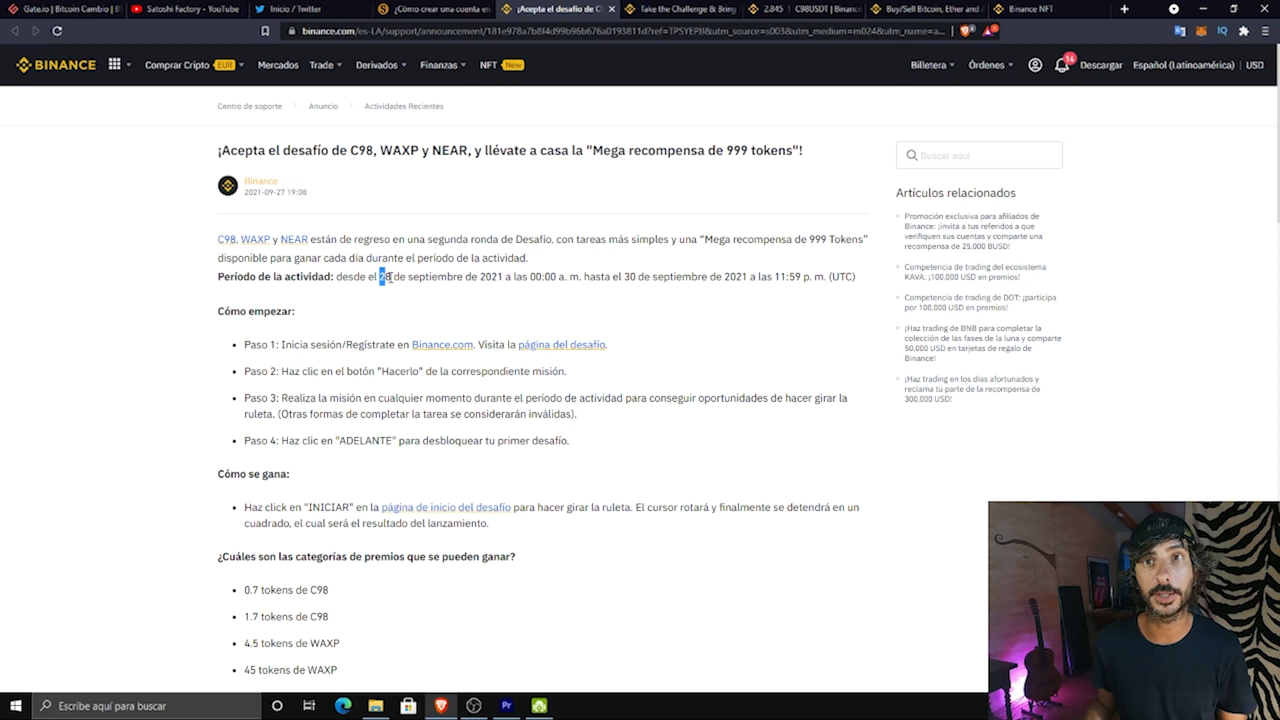 Gate.io | Bitcoin Cambio | B
Satoshi Factory - YouTube
Inicio / Twitter
¿Cómo crear una cuenta en
¡Acepta el desafío de C
Take the Challenge & Bring
2.845 | C98USDT | Binance
Buy/Sell Bitcoin, Ether and
Binance NFT
binance.com/es-LA/support/announcement/181e978a7b8f4d99b96b676a0193811d?ref=TPSYEPJJ&utm_source=s003&utm_medium=m024&utm_name=a...
BINANCE
Comprar Cripto EUR
Mercados
Trade
Derivados
Finanzas
NFT New
Billetera
Órdenes
14
Descargar
Español (Latinoamérica)
USD
Centro de soporte
Anuncio
Actividades Recientes
¡Acepta el desafío de C98, WAXP y NEAR, y llévate a casa la "Mega recompensa de 999 tokens"!
Binance
2021-09-27 19:08
C98, WAXP y NEAR están de regreso en una segunda ronda de Desafío, con tareas más simples y una "Mega recompensa de 999 Tokens"
disponible para ganar cada día durante el período de la actividad.
Período de la actividad: desde el 28 de septiembre de 2021 a las 00:00 a. m. hasta el 30 de septiembre de 2021 a las 11:59 p. m. (UTC)
Cómo empezar:
• Paso 1: Inicia sesión/Regístrate en Binance.com. Visita la página del desafío.
• Paso 2: Haz clic en el botón "Hacerlo" de la correspondiente misión.
• Paso 3: Realiza la misión en cualquier momento durante el periodo de actividad para conseguir oportunidades de hacer girar la
ruleta. (Otras formas de completar la tarea se considerarán inválidas).
• Paso 4: Haz clic en "ADELANTE" para desbloquear tu primer desafío.
Cómo se gana:
• Haz click en "INICIAR" en la página de inicio del desafío para hacer girar la ruleta. El cursor rotará y finalmente se detendrá en un
cuadrado, el cual será el resultado del lanzamiento.
¿Cuáles son las categorías de premios que se pueden ganar?
• 0.7 tokens de C98
• 1.7 tokens de C98
• 4.5 tokens de WAXP
• 45 tokens de WAXP
Buscar aquí
Artículos relacionados
Promoción exclusiva para afiliados de
Binance: ¡invita a tus referidos a que
verifiquen sus cuentas y comparte una
recompensa de 25,000 BUSD!
Competencia de trading del ecosistema
KAVA: ¡100,000 USD en premios!
Competencia de trading de DOT: ¡participa
por 100,000 USD en premios!
¡Haz trading de BNB para completar la
colección de las fases de la luna y comparte
50,000 USD en tarjetas de regalo de
Binance!
¡Haz trading en los días afortunados y
reclama tu parte de la recompensa de
300,000 USD!
Escribe aquí para buscar